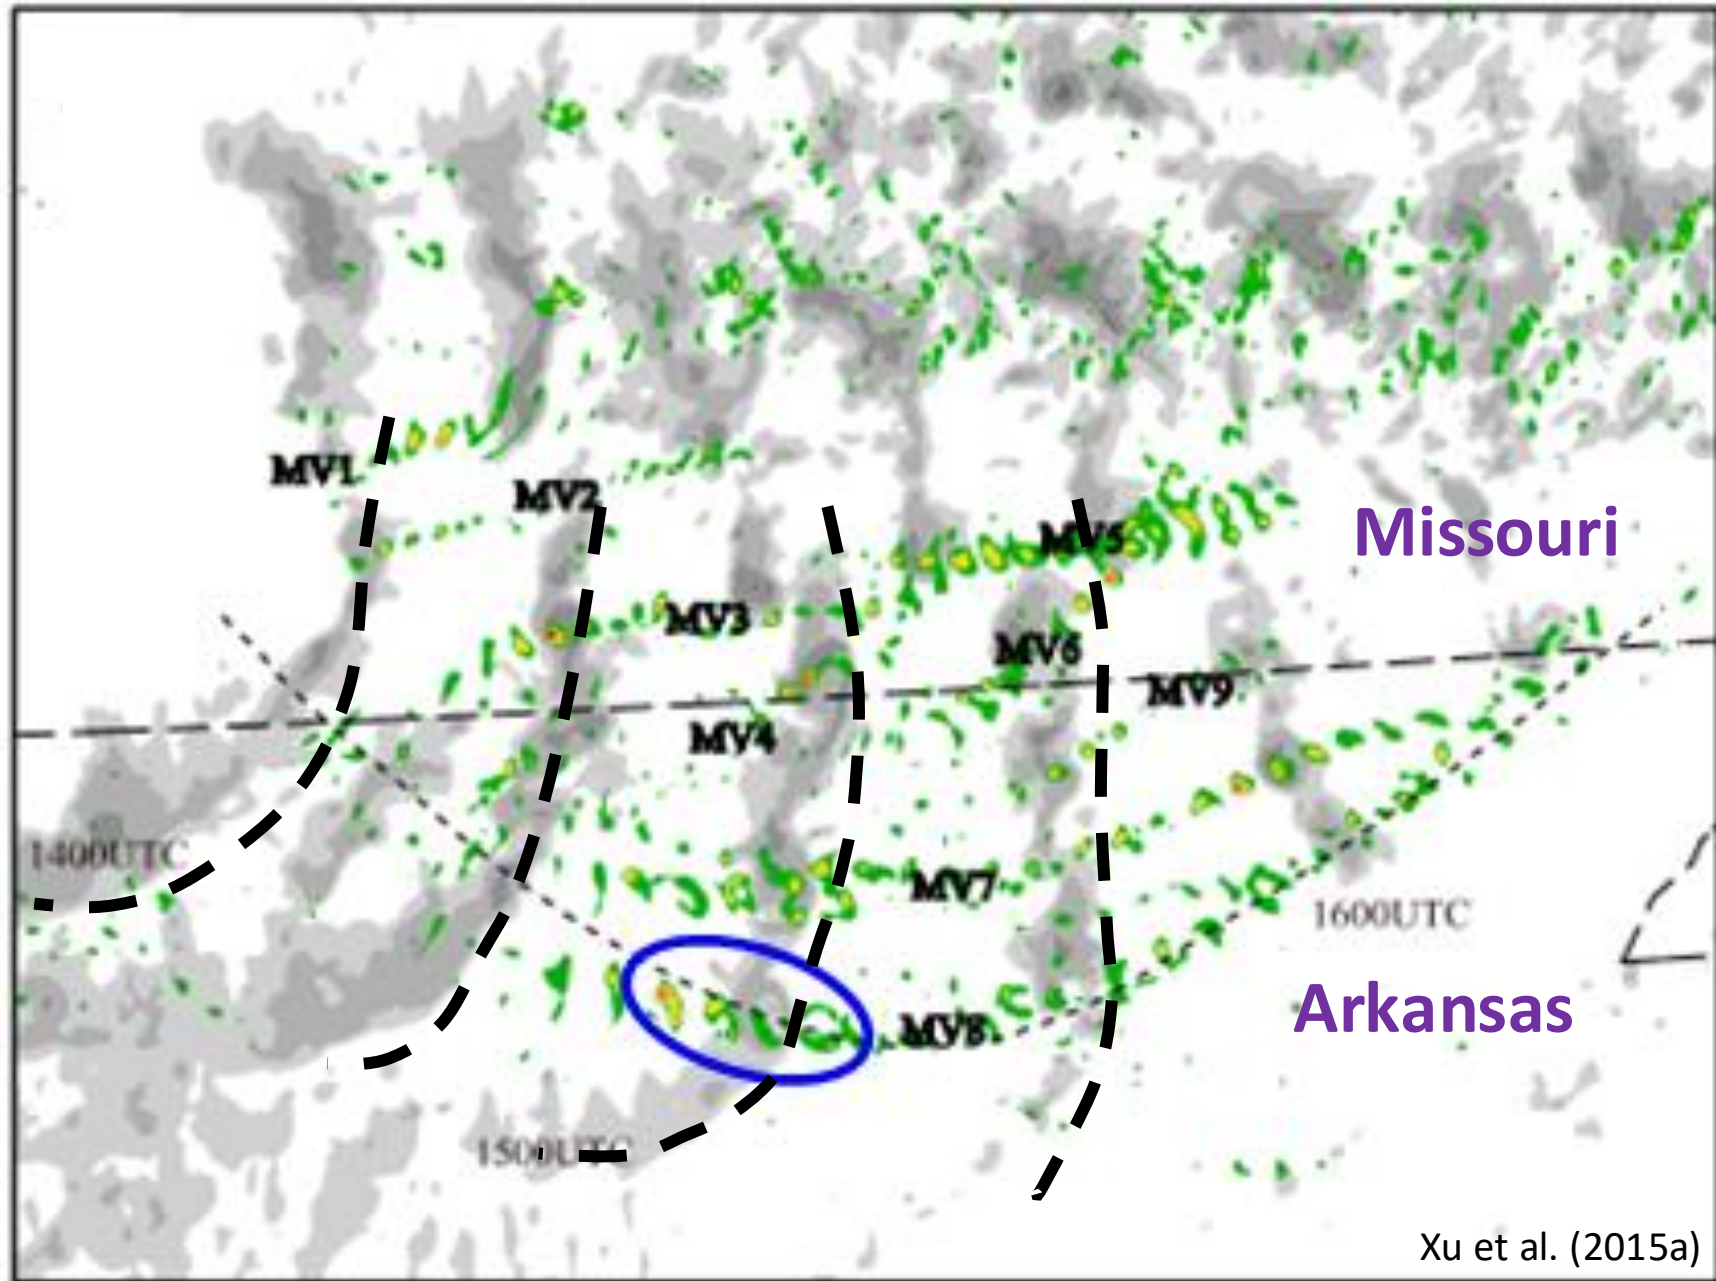 MV1
MV2
Missouri
MV5
MV3
MV6
MV9
MV4
1400UTC
MV7
1600UTC
Arkansas
MV8
1500UTC
Xu et al. (2015a)